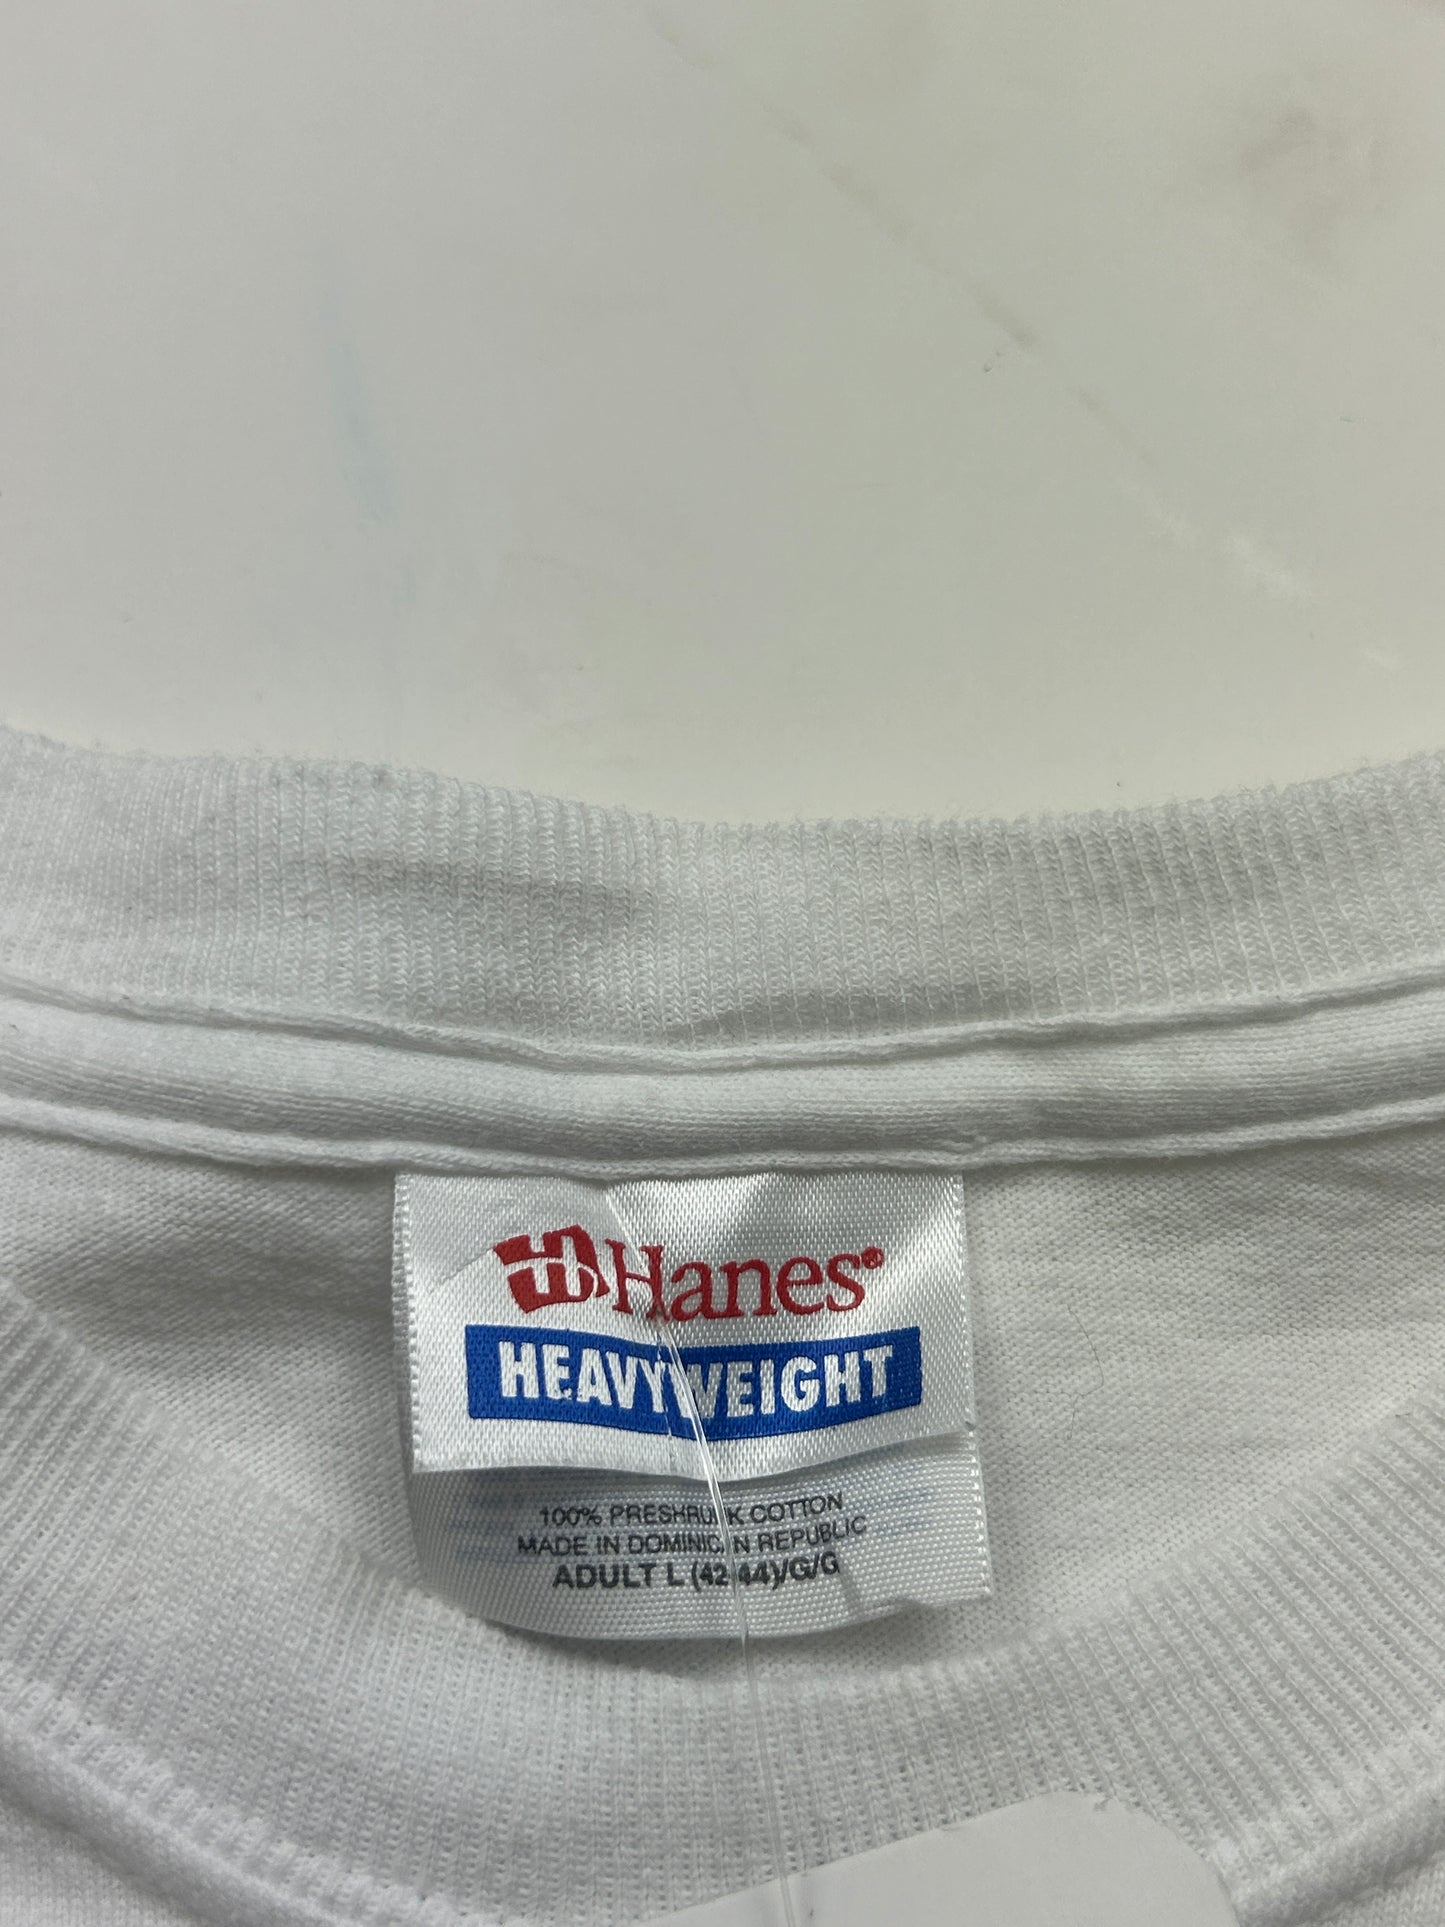 Hanes®
HEAVYWEIGHT
100% PRESHRUNK COTTON
MADE IN DOMINICAN REPUBLIC
ADULT L (42-44)/G/G